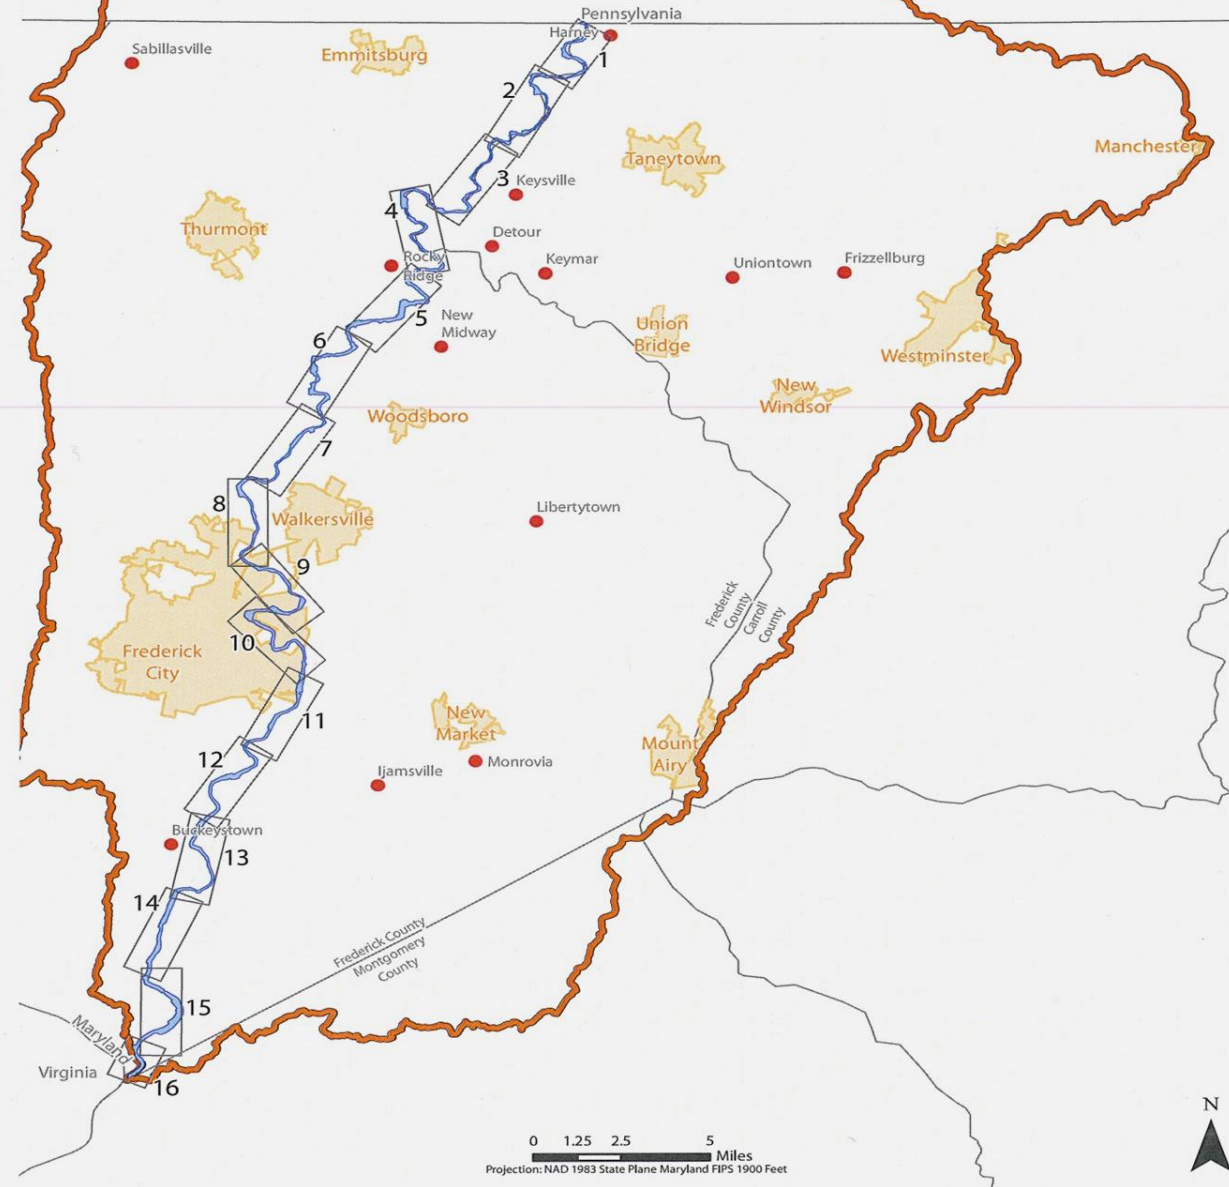 Pennsylvania
Harney
1
Sabillasville
Emmitsburg
2
Taneytown
Manchester
3
Keysville
4
Thurmont
Detour
Rocky
Ridge
Keymar
Uniontown
Frizzellburg
5
New
Midway
Union
Bridge
6
Westminster
New
Windsor
Woodsboro
7
8
Walkersville
Libertytown
9
Frederick
County
Carroll
County
10
Frederick
City
11
New
Market
Mount
Airy
12
Ijamsville
Monrovia
Buckeystown
13
14
Frederick County
Montgomery
County
15
Maryland
Virginia
16
N
0 1.25 2.5 5
Miles
Projection: NAD 1983 State Plane Maryland FIPS 1900 Feet